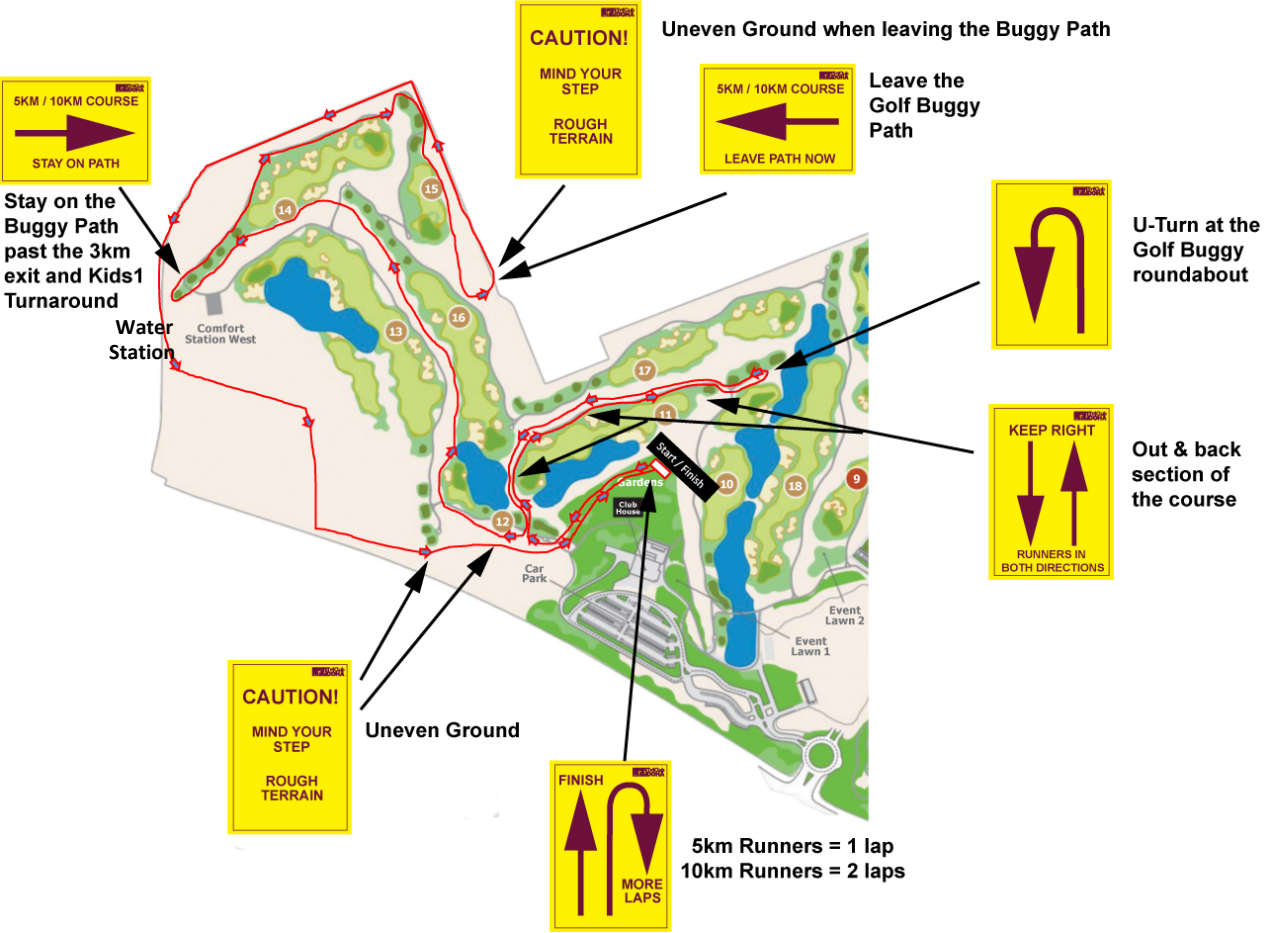 CAUTION!
MIND YOUR
STEP
ROUGH
TERRAIN
Uneven Ground when leaving the Buggy Path
5KM / 10KM COURSE
STAY ON PATH
5KM / 10KM COURSE
LEAVE PATH NOW
Leave the
Golf Buggy
Path
Stay on the
Buggy Path
past the 3km
exit and Kids1
Turnaround
U-Turn at the
Golf Buggy
roundabout
15
14
16
13
17
11
10
18
9
12
Water
Station
Comfort
Station West
Start / Finish
Gardens
Club
House
Car
Park
Event
Lawn 2
Event
Lawn 1
KEEP RIGHT
RUNNERS IN
BOTH DIRECTIONS
Out & back
section of
the course
CAUTION!
MIND YOUR
STEP
ROUGH
TERRAIN
Uneven Ground
FINISH
MORE
LAPS
5km Runners = 1 lap
10km Runners = 2 laps